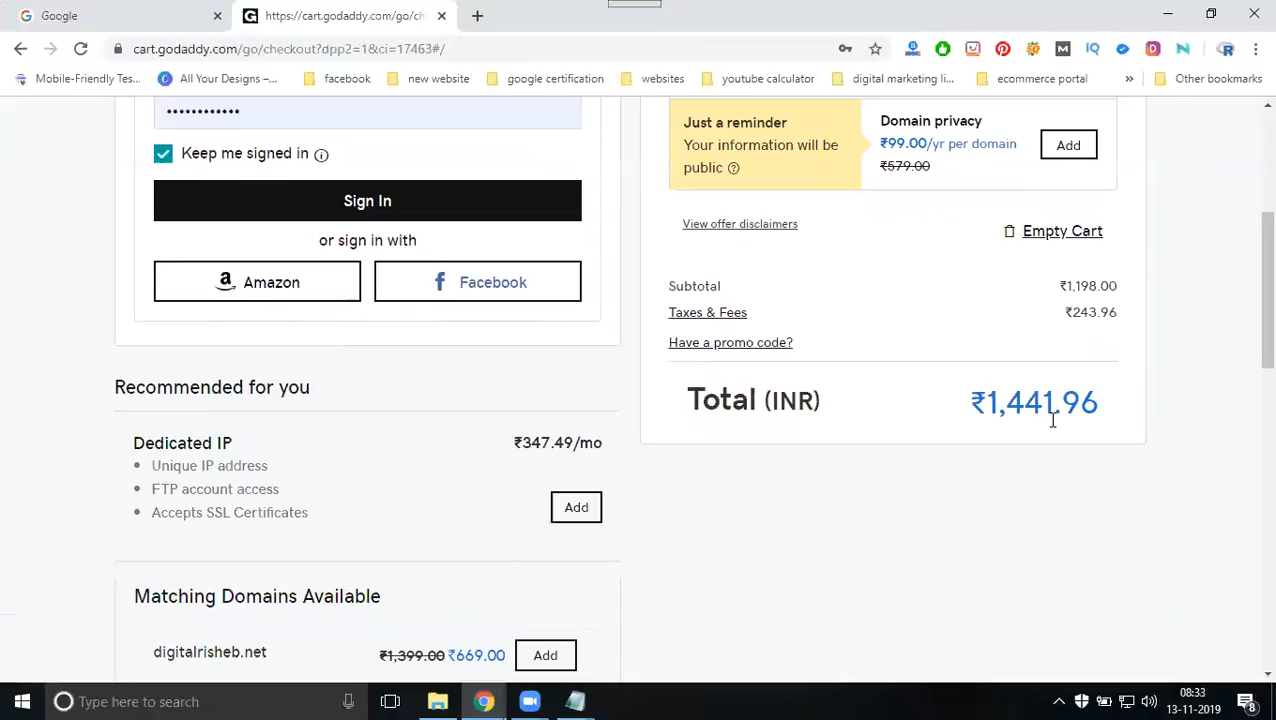 Google
https://cart.godaddy.com/go/ch
cart.godaddy.com/go/checkout?dpp2=1&ci=17463#/
Mobile-Friendly Tes...
All Your Designs –...
facebook
new website
google certification
websites
youtube calculator
digital marketing li...
ecommerce portal
»
Other bookmarks
••••••••••••
Keep me signed in
Sign In
or sign in with
Amazon
Facebook
Recommended for you
Dedicated IP ₹347.49/mo
• Unique IP address
• FTP account access
• Accepts SSL Certificates
Add
Matching Domains Available
digitalrisheb.net ₹1,399.00 ₹669.00 Add
Just a reminder
Your information will be
public
Domain privacy
₹99.00/yr per domain
₹579.00
Add
View offer disclaimers
Empty Cart
Subtotal ₹1,198.00
Taxes & Fees ₹243.96
Have a promo code?
Total (INR) ₹1,441.96
Type here to search
08:33
13-11-2019
8